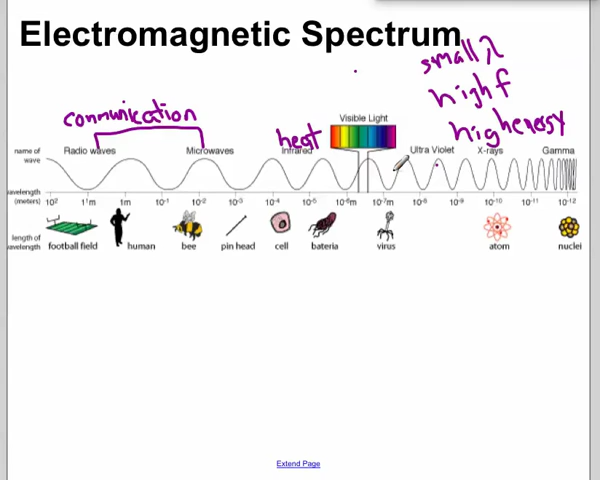 Electromagnetic Spectrum
small λ
high f
high energy
communication
heat
Visible Light
name of wave
Radio waves
Microwaves
Infrared
Ultra Violet
X-rays
Gamma
wavelength (meters)
10² 1¹m 1m 10⁻¹ 10⁻² 10⁻³ 10⁻⁴ 10⁻⁵ 10⁻⁶m 10⁻⁷m 10⁻⁸ 10⁻⁹ 10⁻¹⁰ 10⁻¹¹ 10⁻¹²
length of wavelength
football field human bee pin head cell bateria virus atom nuclei
Extend Page